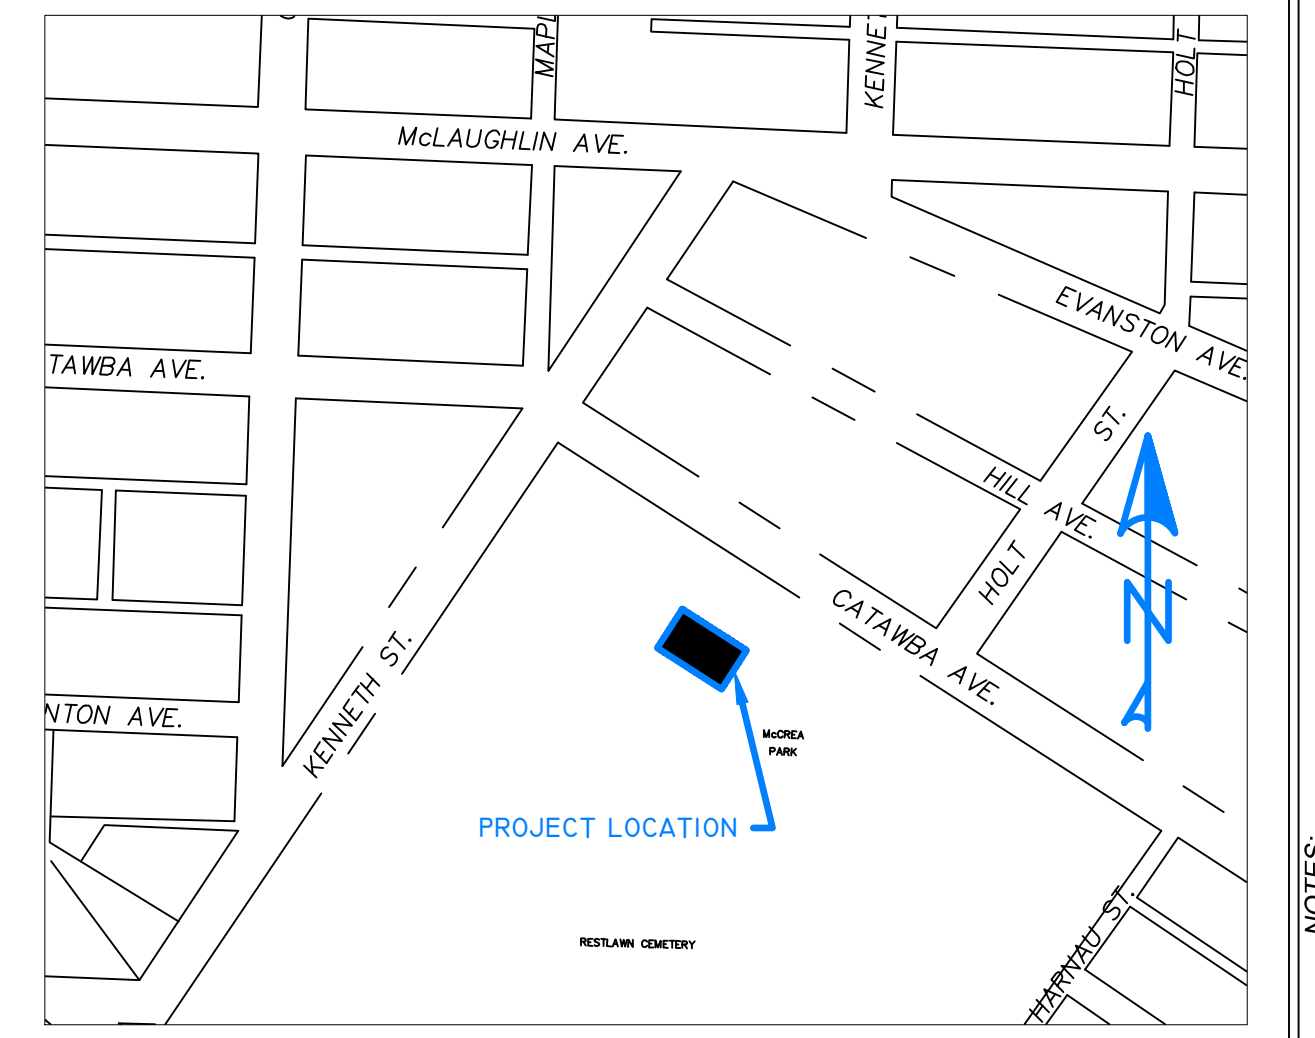 MAPL
KENNET
HOLT
McLAUGHLIN AVE.
EVANSTON AVE.
TAWBA AVE.
ST.
HILL AVE.
HOLT
CATAWBA AVE.
N
KENNETH ST.
NTON AVE.
McCREA
PARK
PROJECT LOCATION
NOTES:
HARNAU ST.
RESTLAWN CEMETERY